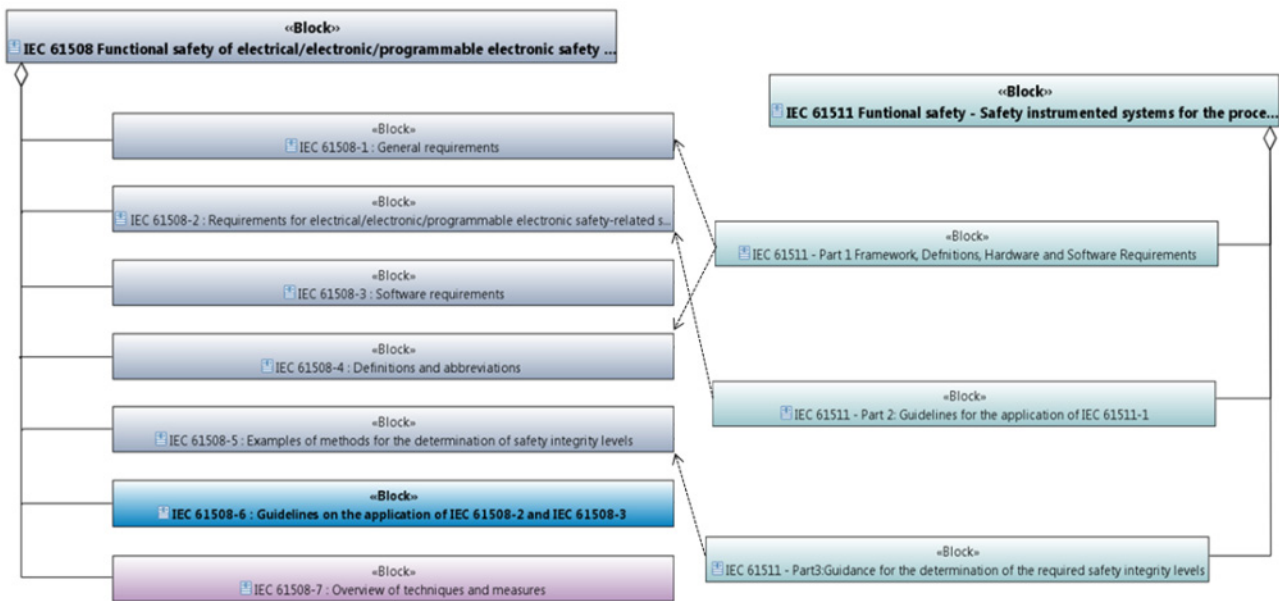 «Block»
IEC 61508 Functional safety of electrical/electronic/programmable electronic safety ...
«Block»
IEC 61508-1 : General requirements
«Block»
IEC 61508-2 : Requirements for electrical/electronic/programmable electronic safety-related s...
«Block»
IEC 61508-3 : Software requirements
«Block»
IEC 61508-4 : Definitions and abbreviations
«Block»
IEC 61508-5 : Examples of methods for the determination of safety integrity levels
«Block»
IEC 61508-6 : Guidelines on the application of IEC 61508-2 and IEC 61508-3
«Block»
IEC 61508-7 : Overview of techniques and measures
«Block»
IEC 61511 Funtional safety - Safety instrumented systems for the proce...
«Block»
IEC 61511 - Part 1 Framework, Defnitions, Hardware and Software Requirements
«Block»
IEC 61511 - Part 2: Guidelines for the application of IEC 61511-1
«Block»
IEC 61511 - Part3:Guidance for the determination of the required safety integrity levels